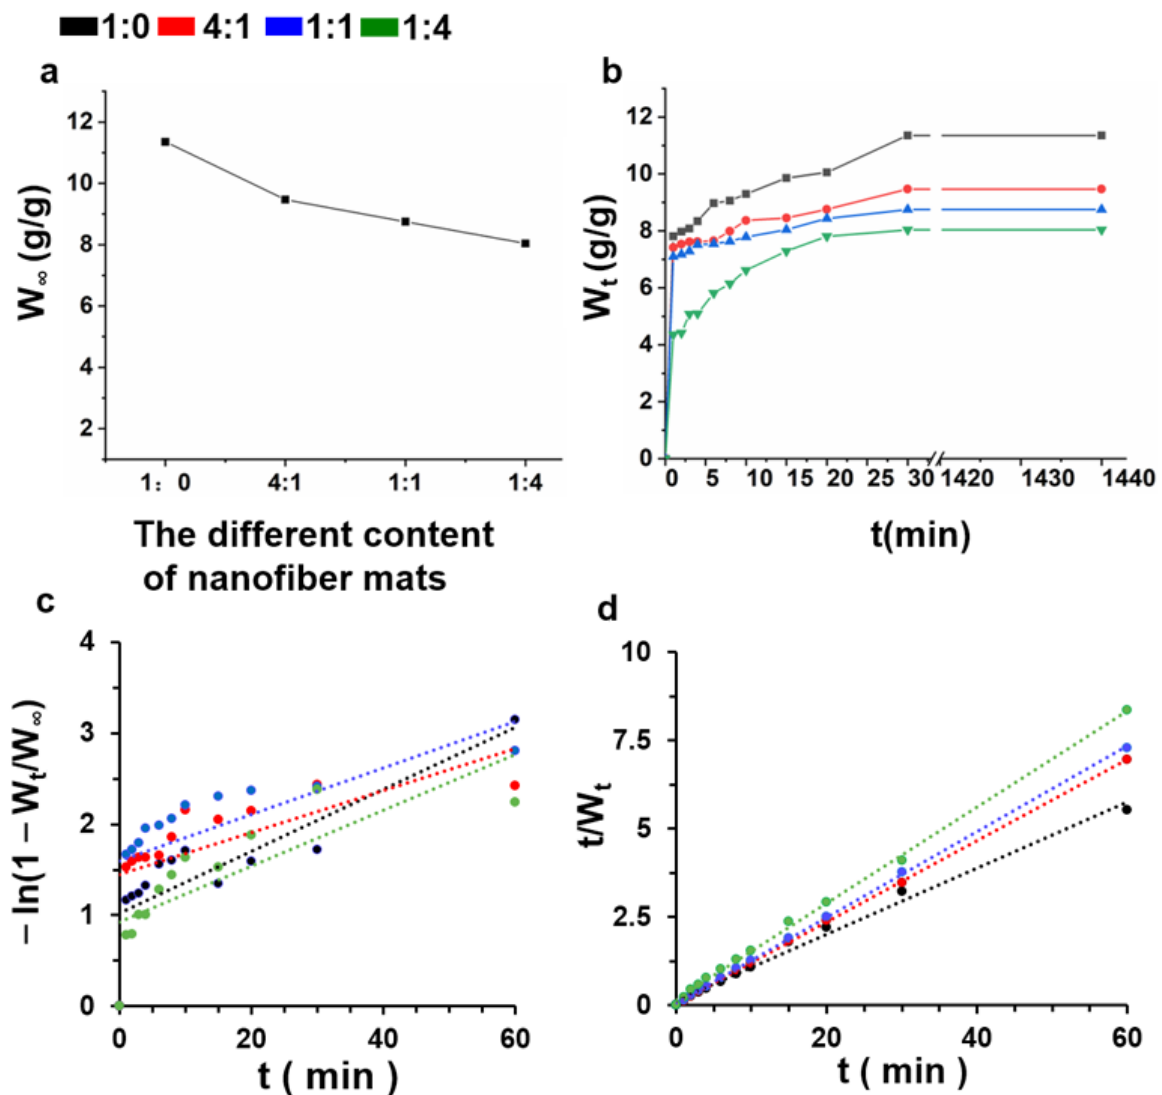 1:0 4:1 1:1 1:4
a
W∞ (g/g)
12
10
8
6
4
2
1: 0 4:1 1:1 1:4
The different content
of nanofiber mats
b
Wt (g/g)
12
10
8
6
4
2
0
0 5 10 15 20 25 30 1420 1430 1440
t(min)
c
– ln(1 – Wt/W∞)
4
3
2
1
0
0 20 40 60
t ( min )
d
t/Wt
10
7.5
5
2.5
0
0 20 40 60
t ( min )